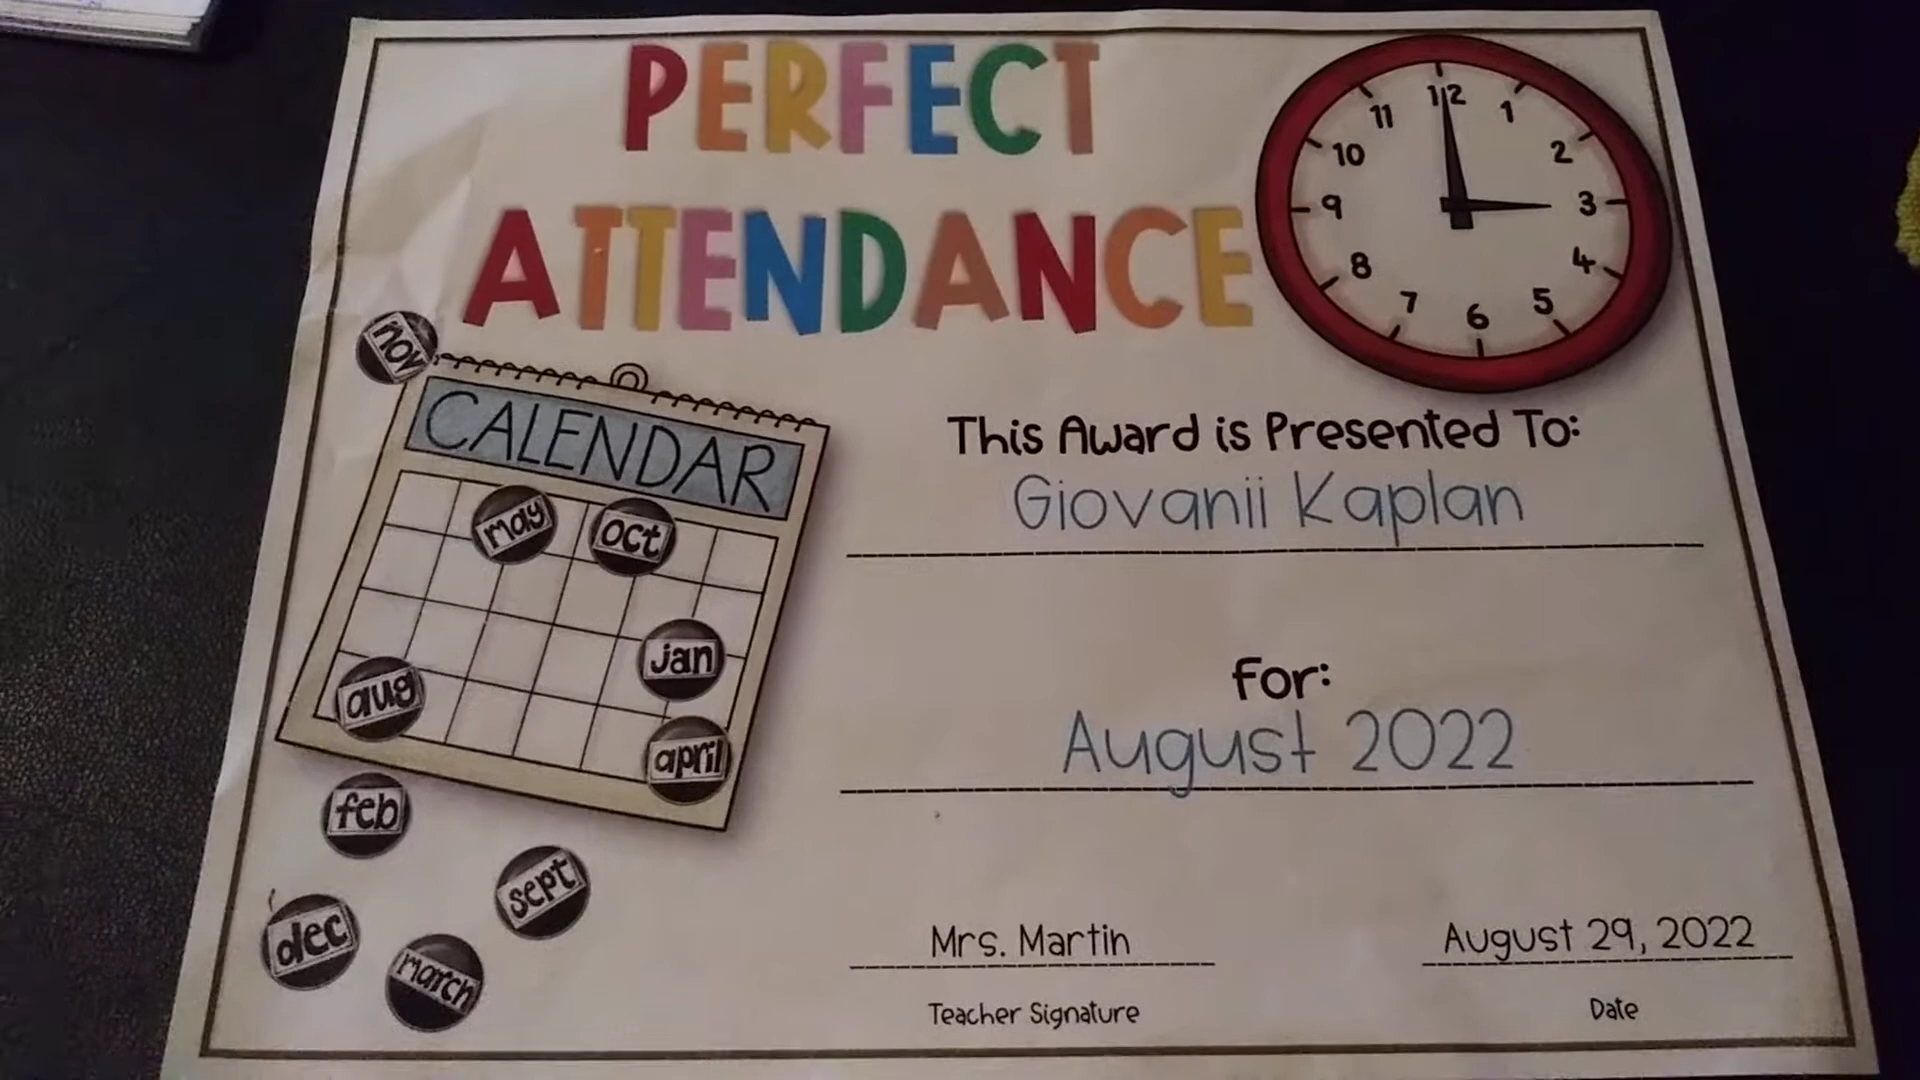 PERFECT
ATTENDANCE
12
11
1
10
2
9
3
8
4
7
5
6
nov
CALENDAR
may
oct
jan
aug
april
feb
sept
dec
march
This Award is Presented To:
Giovanii Kaplan
For:
August 2022
Mrs. Martin
August 29, 2022
Teacher Signature
Date